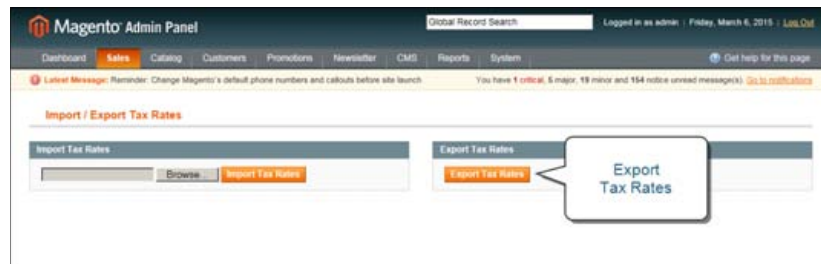 Magento Admin Panel
Global Record Search
Logged in as admin | Friday, March 6, 2015 | Log Out
Dashboard Sales Catalog Customers Promotions Newsletter CMS Reports System
Get help for this page
Latest Message: Reminder: Change Magento's default phone numbers and callouts before site launch
You have 1 critical, 5 major, 19 minor and 154 notice unread message(s). Go to notifications
Import / Export Tax Rates
Import Tax Rates
Browse...
Import Tax Rates
Export Tax Rates
Export Tax Rates
Export
Tax Rates